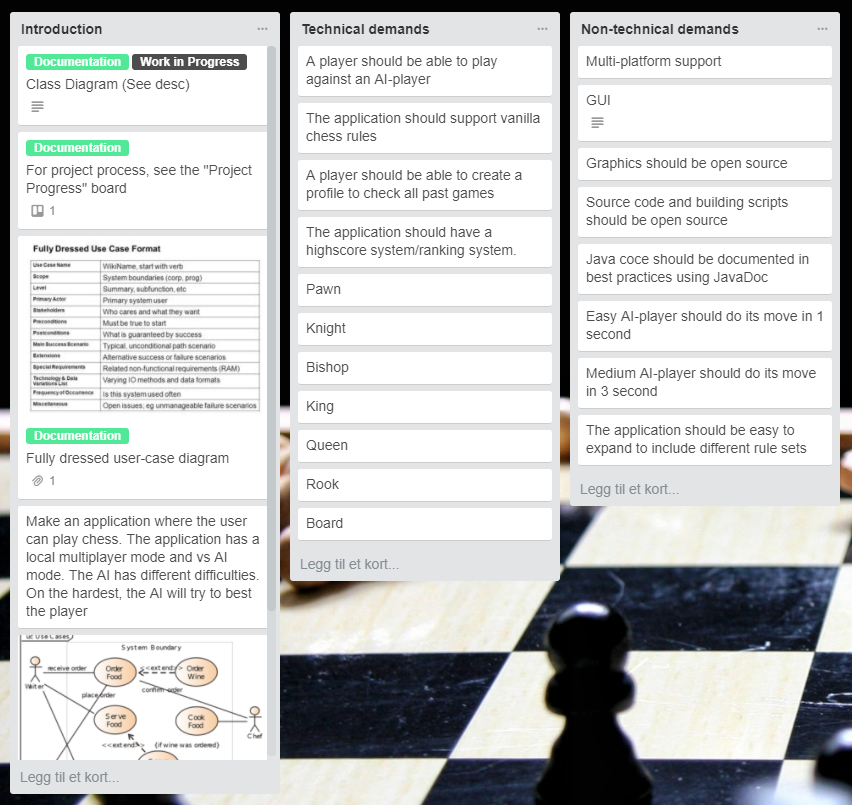 Introduction
Documentation Work in Progress
Class Diagram (See desc)
Documentation
For project process, see the "Project
Progress" board
1
Fully Dressed Use Case Format
Use Case Name WikiName, start with verb
Scope System boundaries (corp, prog)
Level Summary, subfunction, etc
Primary Actor Primary system user
Stakeholders Who cares and what they want
Preconditions Must be true to start
Postconditions What is guaranteed by success
Main Success Scenario Typical, unconditional path scenario
Extensions Alternative success or failure scenarios
Special Requirements Related non-functional requirements (RAM)
Technology & Data
Variations List Varying IO methods and data formats
Frequency of Occurrence Is this system used often
Miscellaneous Open issues; eg unmanageable failure scenarios
Documentation
Fully dressed user-case diagram
1
Make an application where the user
can play chess. The application has a
local multiplayer mode and vs AI
mode. The AI has different difficulties.
On the hardest, the AI will try to best
the player
uc Use Cases
System Boundary
receive order
Order
Food
<<extend>>
Order
Wine
Waiter
place order
confirm order
Serve
Food
Cook
Food
Chef
<<extend>>
{if wine was ordered}
Legg til et kort...
Technical demands
A player should be able to play
against an AI-player
The application should support vanilla
chess rules
A player should be able to create a
profile to check all past games
The application should have a
highscore system/ranking system.
Pawn
Knight
Bishop
King
Queen
Rook
Board
Legg til et kort...
Non-technical demands
Multi-platform support
GUI
Graphics should be open source
Source code and building scripts
should be open source
Java coce should be documented in
best practices using JavaDoc
Easy AI-player should do its move in 1
second
Medium AI-player should do its move
in 3 second
The application should be easy to
expand to include different rule sets
Legg til et kort...